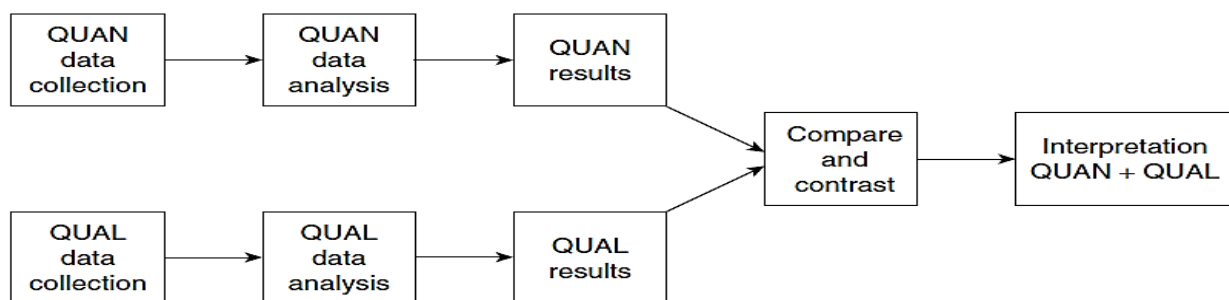 QUAN
data
collection
QUAN
data
analysis
QUAN
results
Compare
and
contrast
Interpretation
QUAN + QUAL
QUAL
data
collection
QUAL
data
analysis
QUAL
results